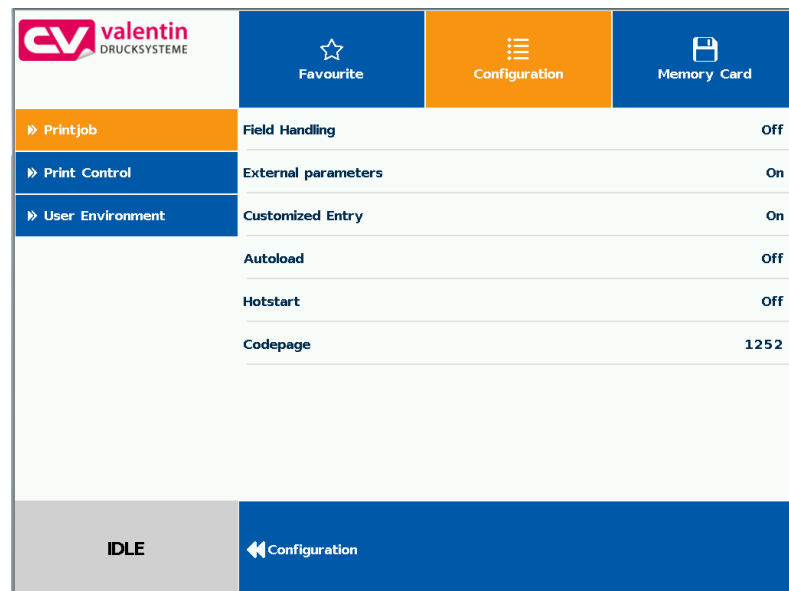 CV valentin
DRUCKSYSTEME
Favourite
Configuration
Memory Card
Printjob
Print Control
User Environment
Field Handling Off
External parameters On
Customized Entry On
Autoload Off
Hotstart Off
Codepage 1252
IDLE
Configuration